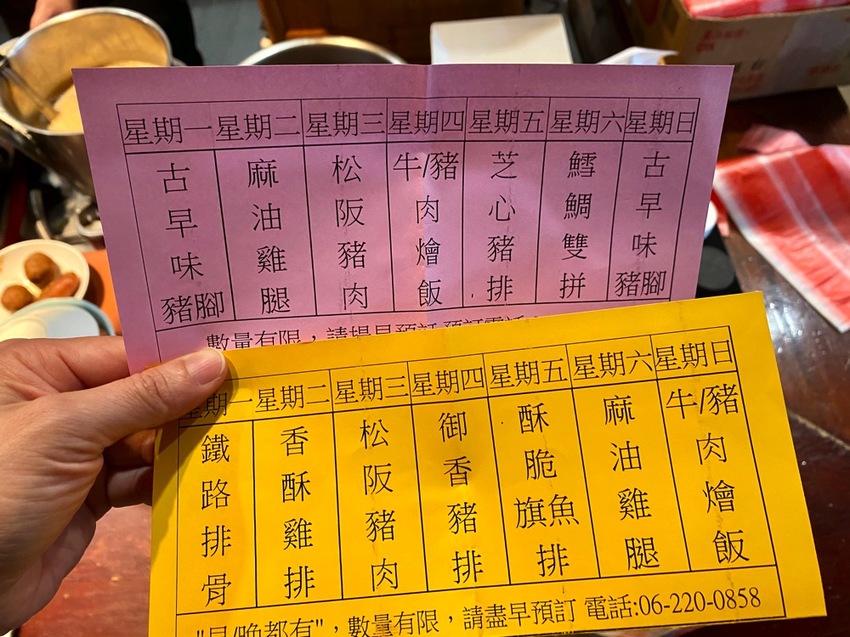 星期一 星期二 星期三 星期四 星期五 星期六 星期日
古早味豬腳 麻油雞腿 松阪豬肉 牛/豬肉燴飯 芝心豬排 鱈鯛雙拼 古早味豬腳
數量有限，請提早預訂 預訂電話
期一 星期二 星期三 星期四 星期五 星期六 星期日
鐵路排骨 香酥雞排 松阪豬肉 御香豬排 酥脆旗魚排 麻油雞腿 牛/豬肉燴飯
"早/晚都有"，數量有限，請盡早預訂 電話:06-220-0858